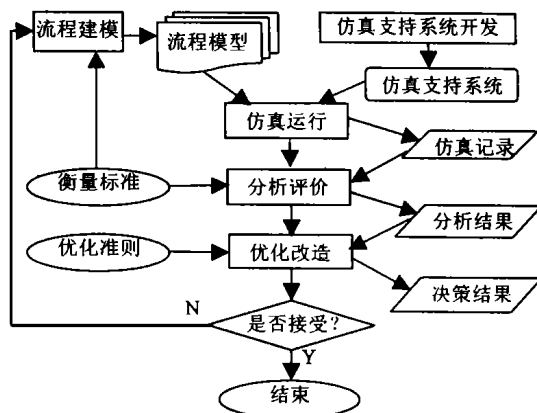 流程建模
流程模型
仿真支持系统开发
仿真支持系统
仿真运行
仿真记录
衡量标准
分析评价
分析结果
优化准则
优化改造
决策结果
N
是否接受?
Y
结束